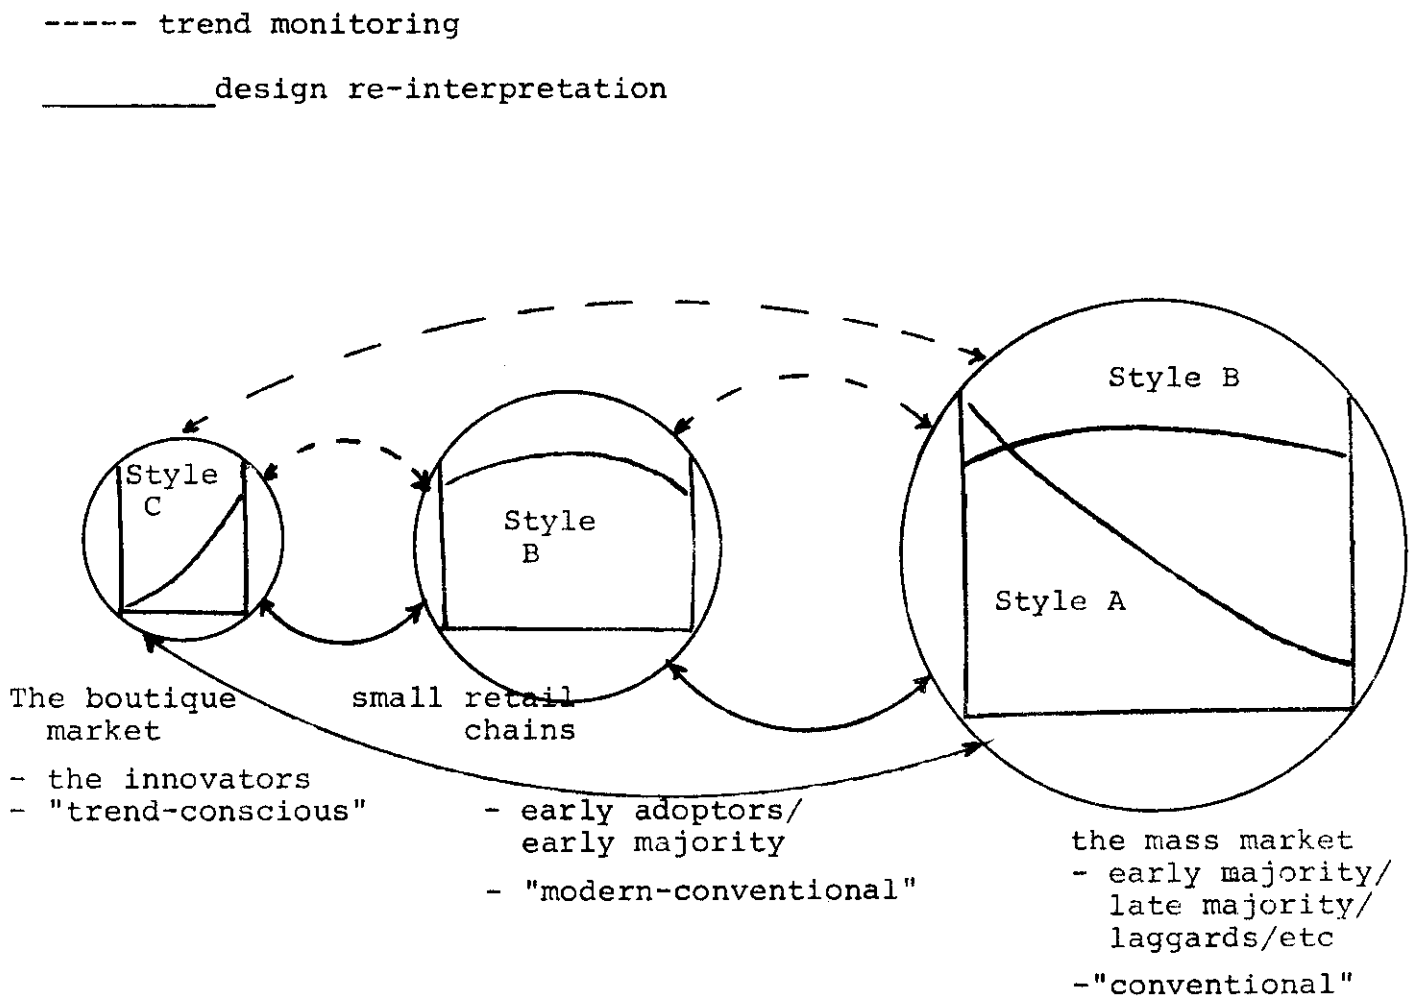 ----- trend monitoring
_________design re-interpretation
Style B
Style
C
Style
B
Style A
The boutique
market
- the innovators
- "trend-conscious"
small retail
chains
- early adoptors/
early majority
- "modern-conventional"
the mass market
- early majority/
late majority/
laggards/etc
-"conventional"